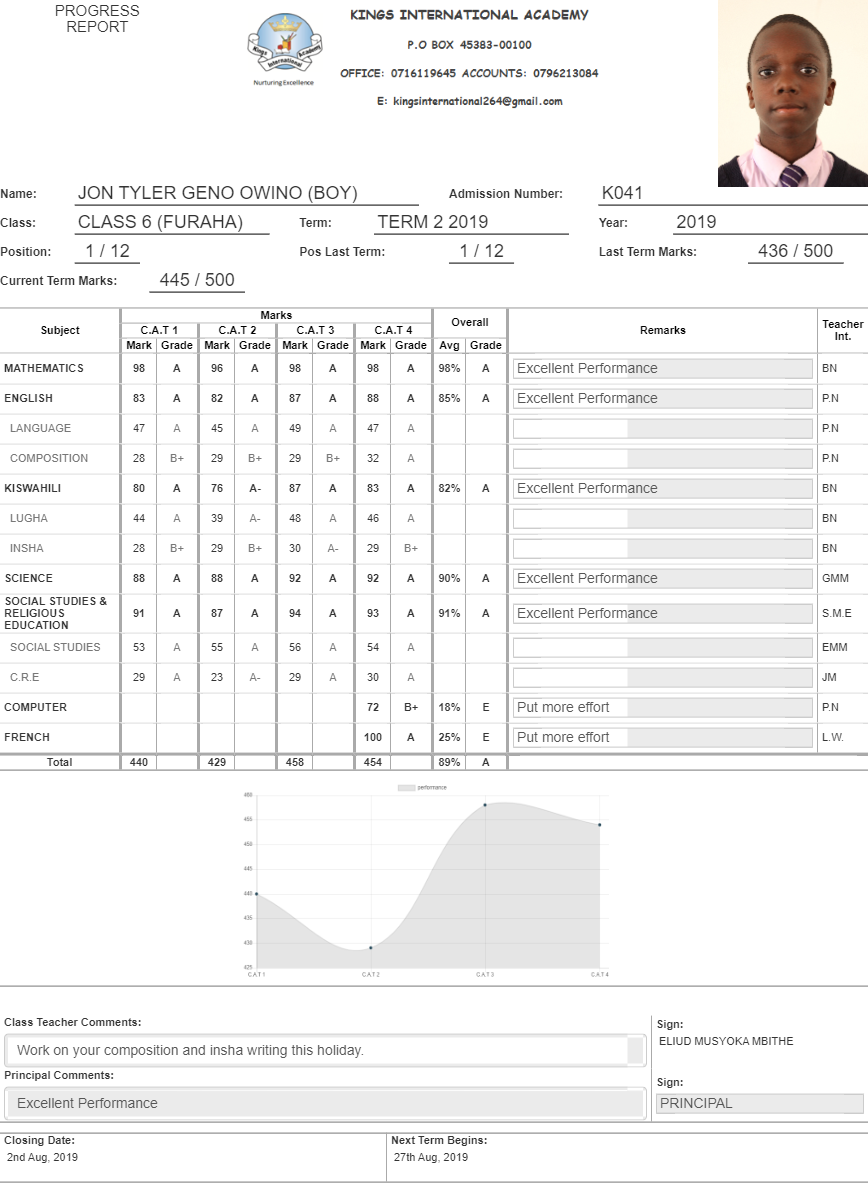 PROGRESS
REPORT
KINGS INTERNATIONAL ACADEMY
P.O BOX 45383-00100
OFFICE: 0716119645 ACCOUNTS: 0796213084
E: kingsinternational264@gmail.com
Kings International Academy
Nurturing Excellence
Name: JON TYLER GENO OWINO (BOY) Admission Number: K041
Class: CLASS 6 (FURAHA) Term: TERM 2 2019 Year: 2019
Position: 1 / 12 Pos Last Term: 1 / 12 Last Term Marks: 436 / 500
Current Term Marks: 445 / 500
Subject Marks Overall Remarks Teacher Int.
C.A.T 1 C.A.T 2 C.A.T 3 C.A.T 4
Mark Grade Mark Grade Mark Grade Mark Grade Avg Grade
MATHEMATICS 98 A 96 A 98 A 98 A 98% A Excellent Performance BN
ENGLISH 83 A 82 A 87 A 88 A 85% A Excellent Performance P.N
LANGUAGE 47 A 45 A 49 A 47 A P.N
COMPOSITION 28 B+ 29 B+ 29 B+ 32 A P.N
KISWAHILI 80 A 76 A- 87 A 83 A 82% A Excellent Performance BN
LUGHA 44 A 39 A- 48 A 46 A BN
INSHA 28 B+ 29 B+ 30 A- 29 B+ BN
SCIENCE 88 A 88 A 92 A 92 A 90% A Excellent Performance GMM
SOCIAL STUDIES &
RELIGIOUS
EDUCATION 91 A 87 A 94 A 93 A 91% A Excellent Performance S.M.E
SOCIAL STUDIES 53 A 55 A 56 A 54 A EMM
C.R.E 29 A 23 A- 29 A 30 A JM
COMPUTER 72 B+ 18% E Put more effort P.N
FRENCH 100 A 25% E Put more effort L.W.
Total 440 429 458 454 89% A
performance
460
455
450
445
440
435
430
425
C.A.T 1 C.A.T 2 C.A.T 3 C.A.T 4
Class Teacher Comments:
Work on your composition and insha writing this holiday.
Sign:
ELIUD MUSYOKA MBITHE
Principal Comments:
Excellent Performance
Sign:
PRINCIPAL
Closing Date:
2nd Aug, 2019
Next Term Begins:
27th Aug, 2019